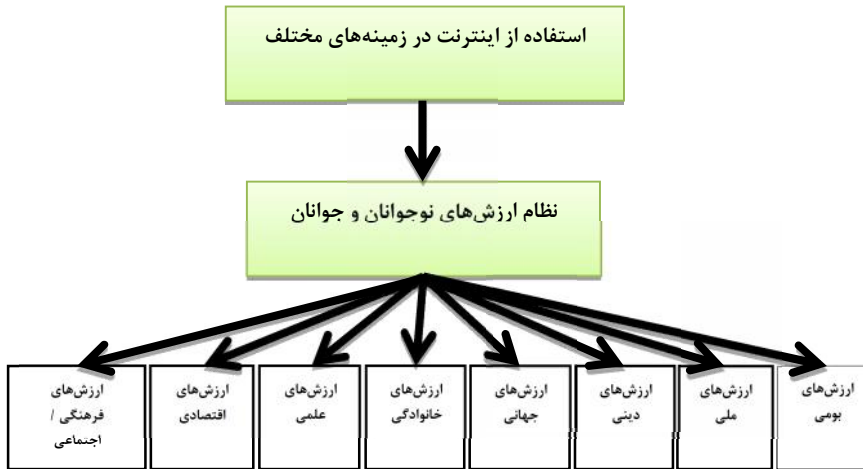 استفاده از اینترنت در زمینه‌های مختلف
نظام ارزش‌های نوجوانان و جوانان
ارزش‌های
بومی
ارزش‌های
ملی
ارزش‌های
دینی
ارزش‌های
جهانی
ارزش‌های
خانوادگی
ارزش‌های
علمی
ارزش‌های
اقتصادی
ارزش‌های
فرهنگی /
اجتماعی